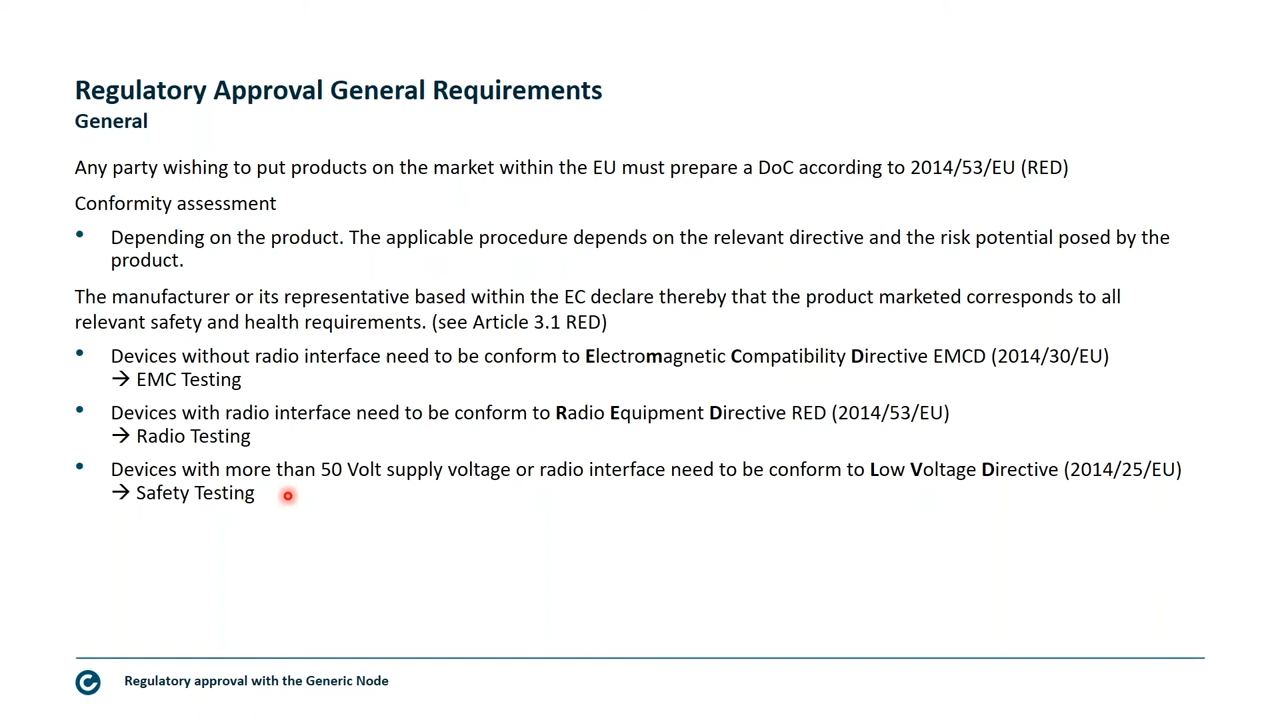 Regulatory Approval General Requirements
General
Any party wishing to put products on the market within the EU must prepare a DoC according to 2014/53/EU (RED)
Conformity assessment
• Depending on the product. The applicable procedure depends on the relevant directive and the risk potential posed by the
product.
The manufacturer or its representative based within the EC declare thereby that the product marketed corresponds to all
relevant safety and health requirements. (see Article 3.1 RED)
• Devices without radio interface need to be conform to Electromagnetic Compatibility Directive EMCD (2014/30/EU)
→ EMC Testing
• Devices with radio interface need to be conform to Radio Equipment Directive RED (2014/53/EU)
→ Radio Testing
• Devices with more than 50 Volt supply voltage or radio interface need to be conform to Low Voltage Directive (2014/25/EU)
→ Safety Testing
Regulatory approval with the Generic Node